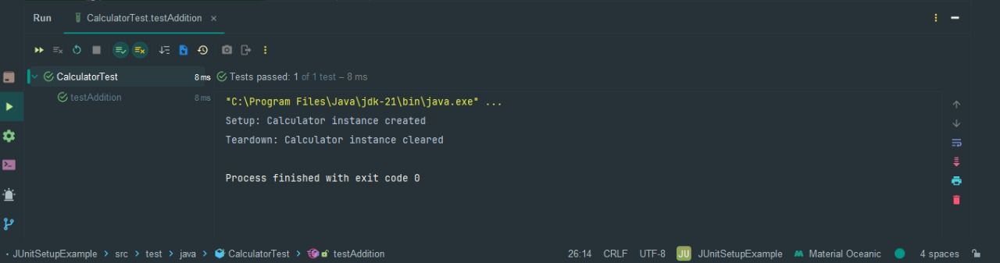 Run CalculatorTest.testAddition ×
CalculatorTest 8 ms Tests passed: 1 of 1 test – 8 ms
testAddition 8 ms
"C:\Program Files\Java\jdk-21\bin\java.exe" ...
Setup: Calculator instance created
Teardown: Calculator instance cleared
Process finished with exit code 0
JUnitSetupExample > src > test > java > CalculatorTest > testAddition 26:14 CRLF UTF-8 JU JUnitSetupExample Material Oceanic 4 spaces